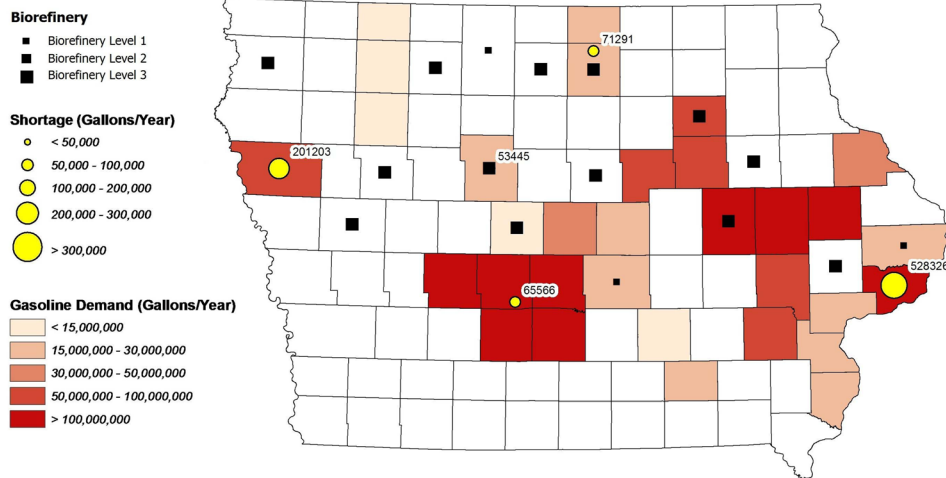 Biorefinery
Biorefinery Level 1
Biorefinery Level 2
Biorefinery Level 3
Shortage (Gallons/Year)
< 50,000
50,000 - 100,000
100,000 - 200,000
200,000 - 300,000
> 300,000
Gasoline Demand (Gallons/Year)
< 15,000,000
15,000,000 - 30,000,000
30,000,000 - 50,000,000
50,000,000 - 100,000,000
> 100,000,000
71291
201203
53445
528326
65566